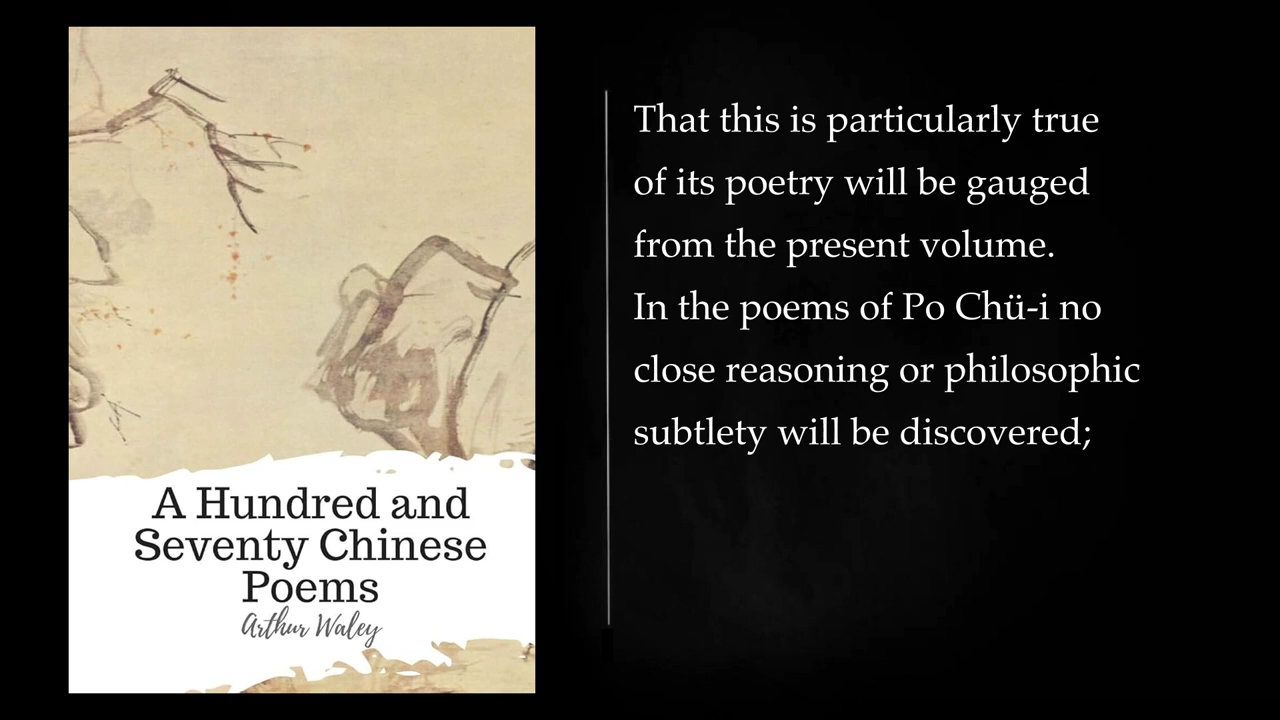 A Hundred and
Seventy Chinese
Poems
Arthur Waley
That this is particularly true
of its poetry will be gauged
from the present volume.
In the poems of Po Chü-i no
close reasoning or philosophic
subtlety will be discovered;